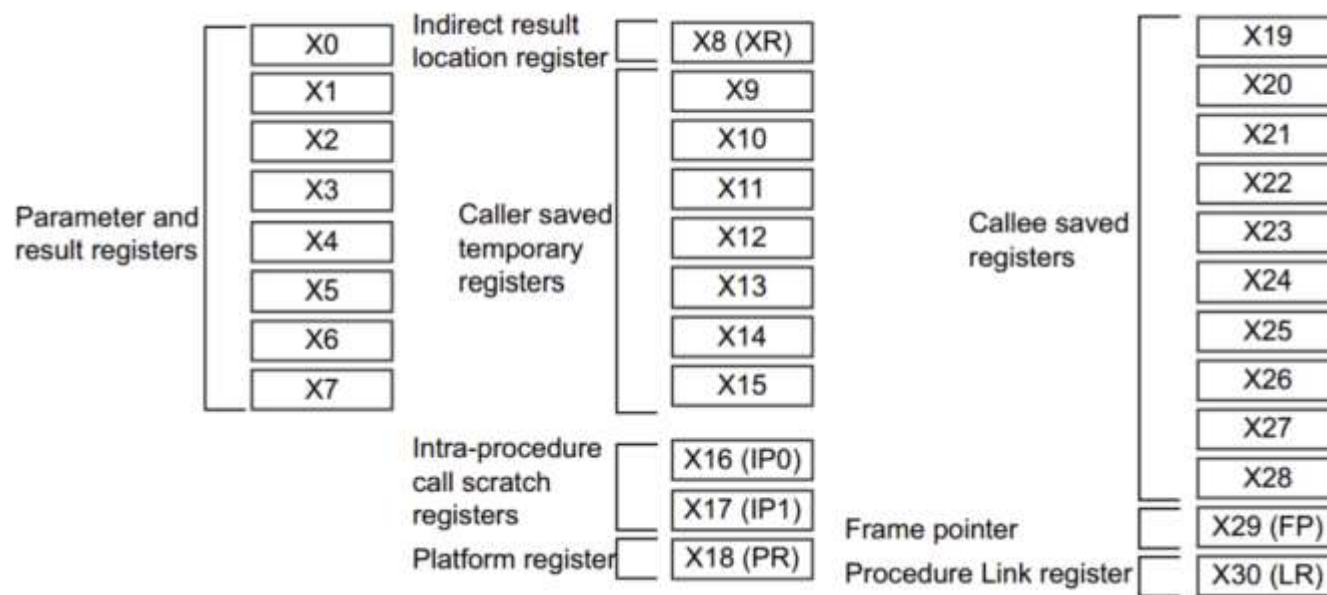 Parameter and
result registers
X0
X1
X2
X3
X4
X5
X6
X7
Indirect result
location register
X8 (XR)
Caller saved
temporary
registers
X9
X10
X11
X12
X13
X14
X15
Intra-procedure
call scratch
registers
X16 (IP0)
X17 (IP1)
Platform register
X18 (PR)
Callee saved
registers
X19
X20
X21
X22
X23
X24
X25
X26
X27
X28
Frame pointer
X29 (FP)
Procedure Link register
X30 (LR)